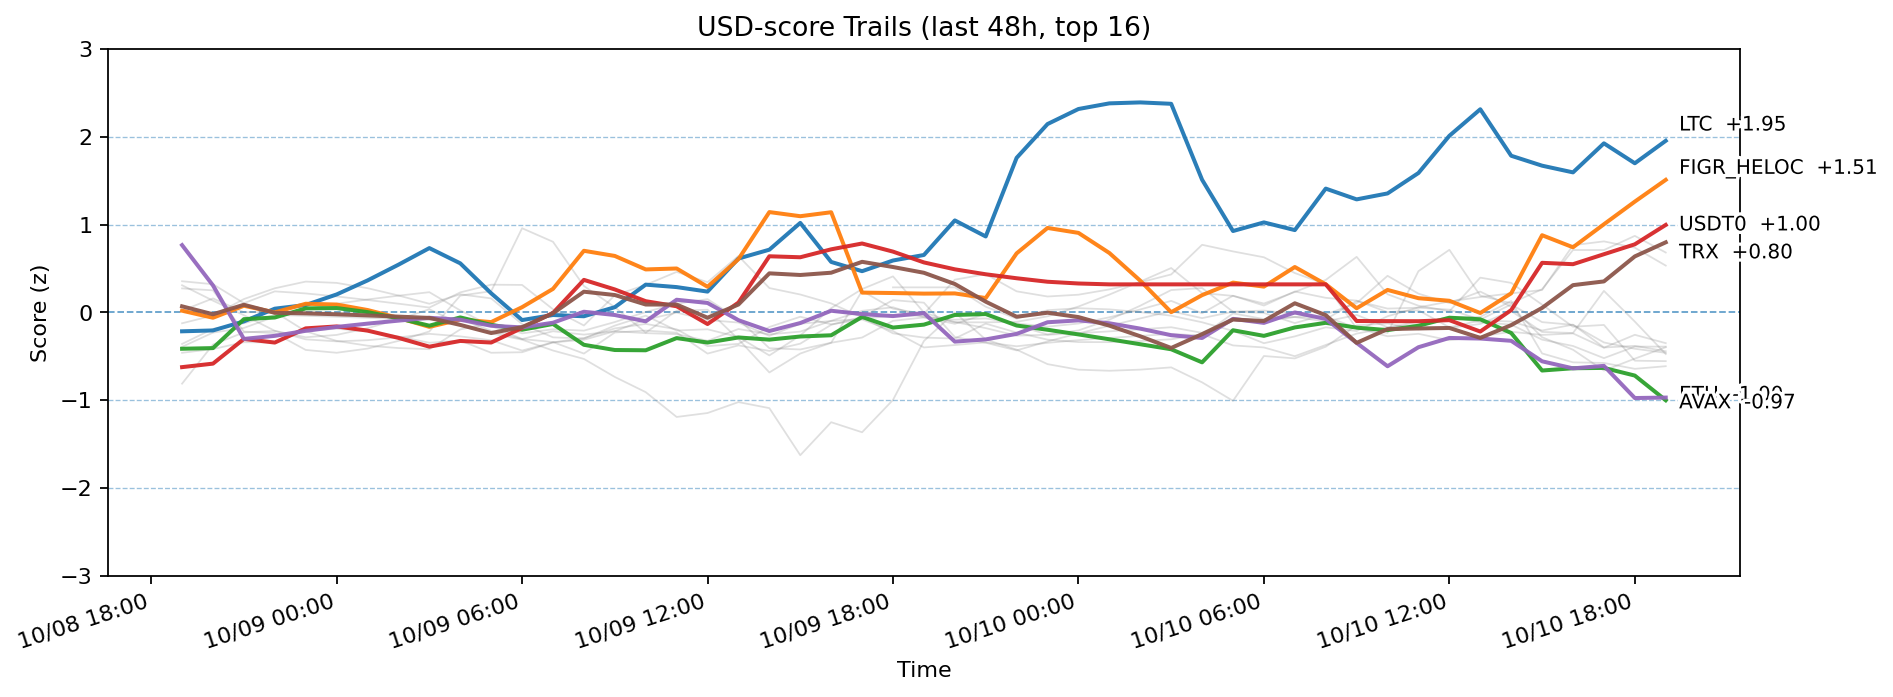 USD-score Trails (last 48h, top 16)
3
2
1
0
−1
−2
−3
Score (z)
LTC +1.95
FIGR_HELOC +1.51
USDT0 +1.00
TRX +0.80
AVAX -0.97
10/08 18:00
10/09 00:00
10/09 06:00
10/09 12:00
10/09 18:00
10/10 00:00
10/10 06:00
10/10 12:00
10/10 18:00
Time